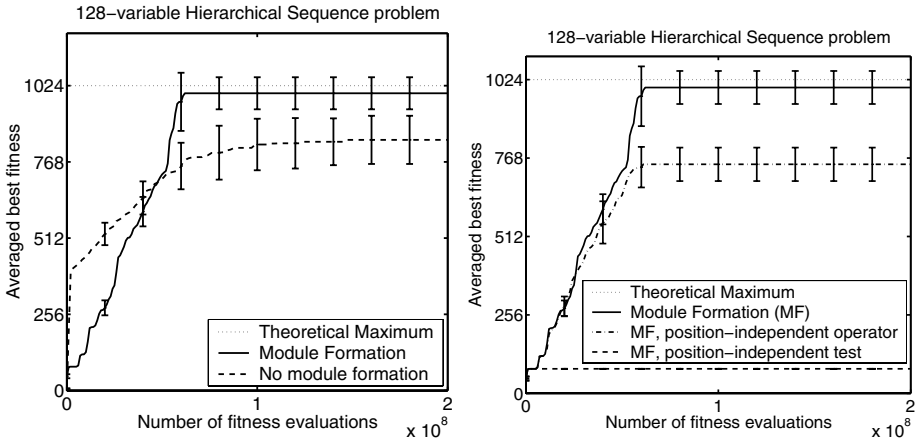 128−variable Hierarchical Sequence problem
1024
768
512
256
0
Averaged best fitness
Theoretical Maximum
Module Formation
No module formation
0
1
2
Number of fitness evaluations
x 10^8
128−variable Hierarchical Sequence problem
1024
768
512
256
0
Averaged best fitness
Theoretical Maximum
Module Formation (MF)
MF, position−independent operator
MF, position−independent test
0
1
2
Number of fitness evaluations
x 10^8